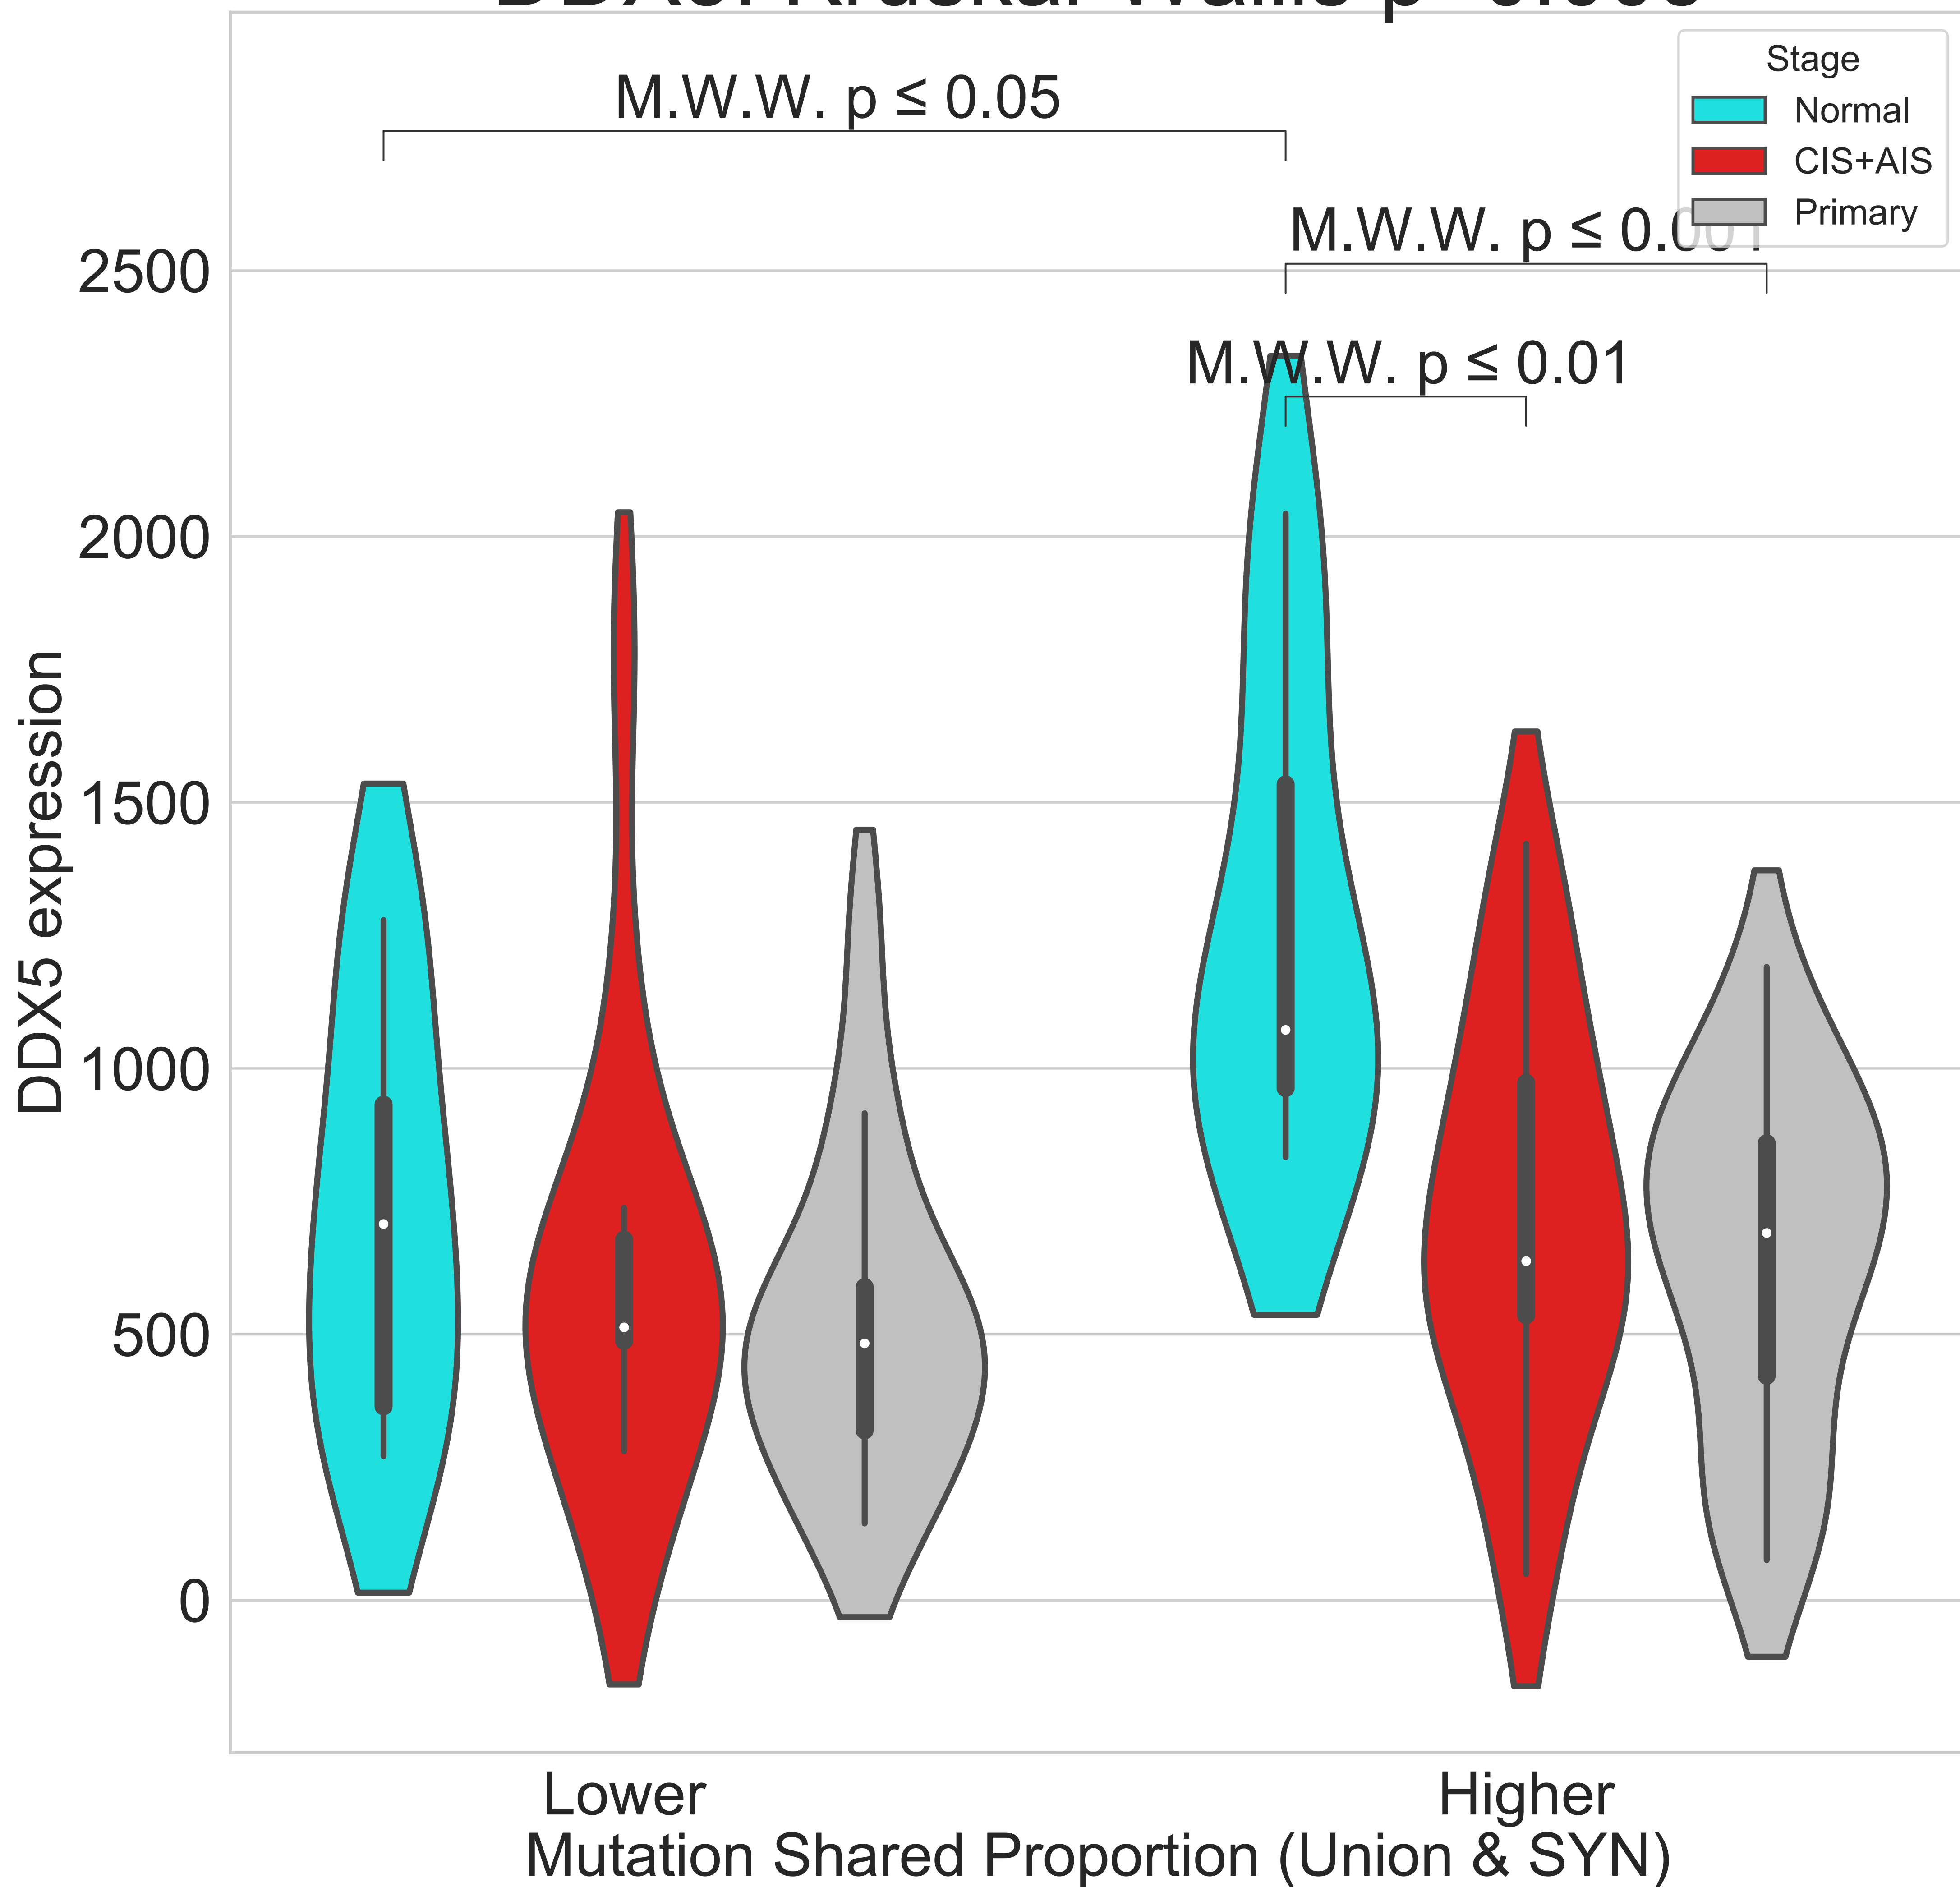 M.W.W. p ≤ 0.05
Stage
Normal
CIS+AIS
Primary
M.W.W. p ≤ 0.001
M.W.W. p ≤ 0.01
2500
2000
1500
1000
500
0
DDX5 expression
Lower
Higher
Mutation Shared Proportion (Union & SYN)